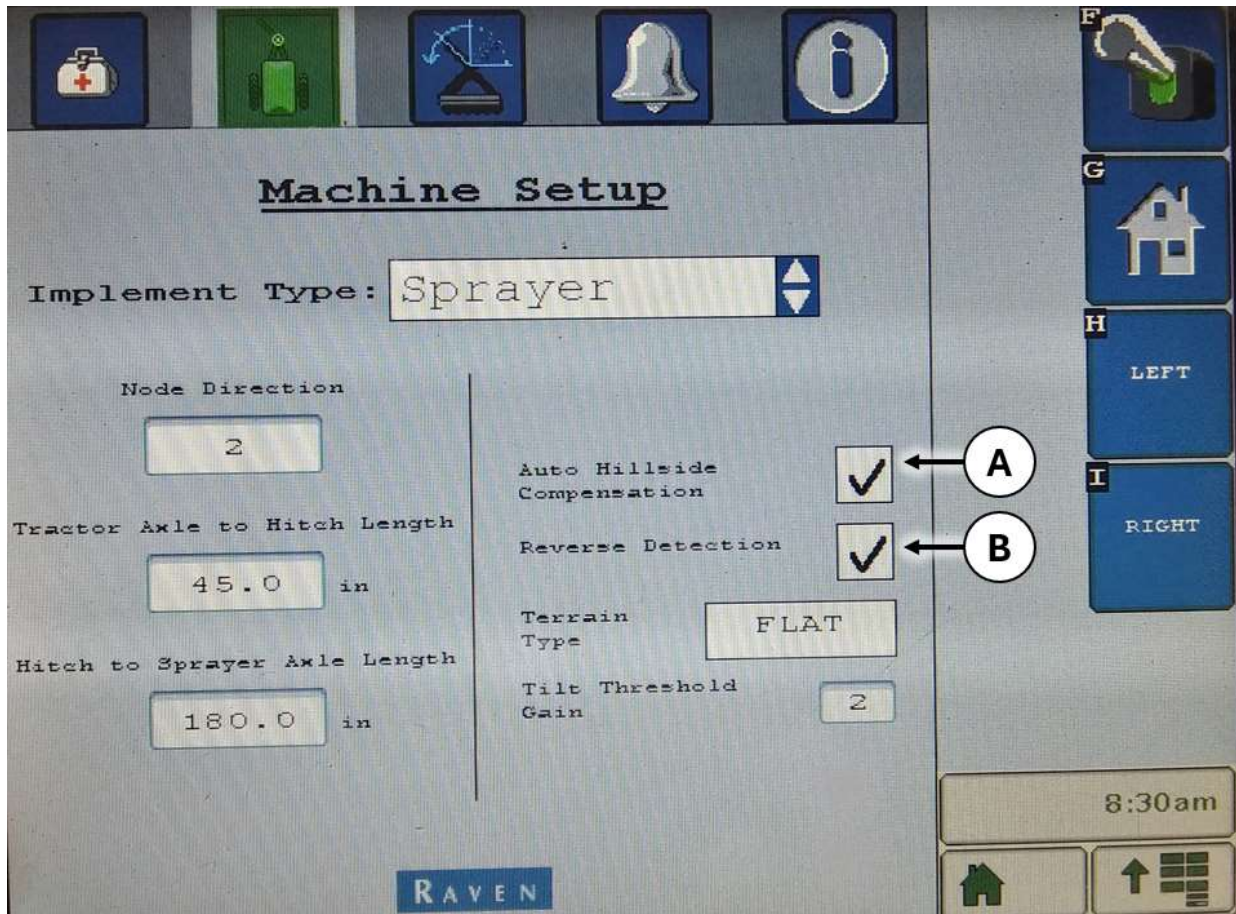 F
Machine Setup
Implement Type: Sprayer
G
Node Direction
2
Tractor Axle to Hitch Length
45.0 in
Hitch to Sprayer Axle Length
180.0 in
Auto Hillside
Compensation
A
Reverse Detection
B
Terrain
Type
FLAT
Tilt Threshold
Gain
2
H
LEFT
I
RIGHT
8:30am
RAVEN